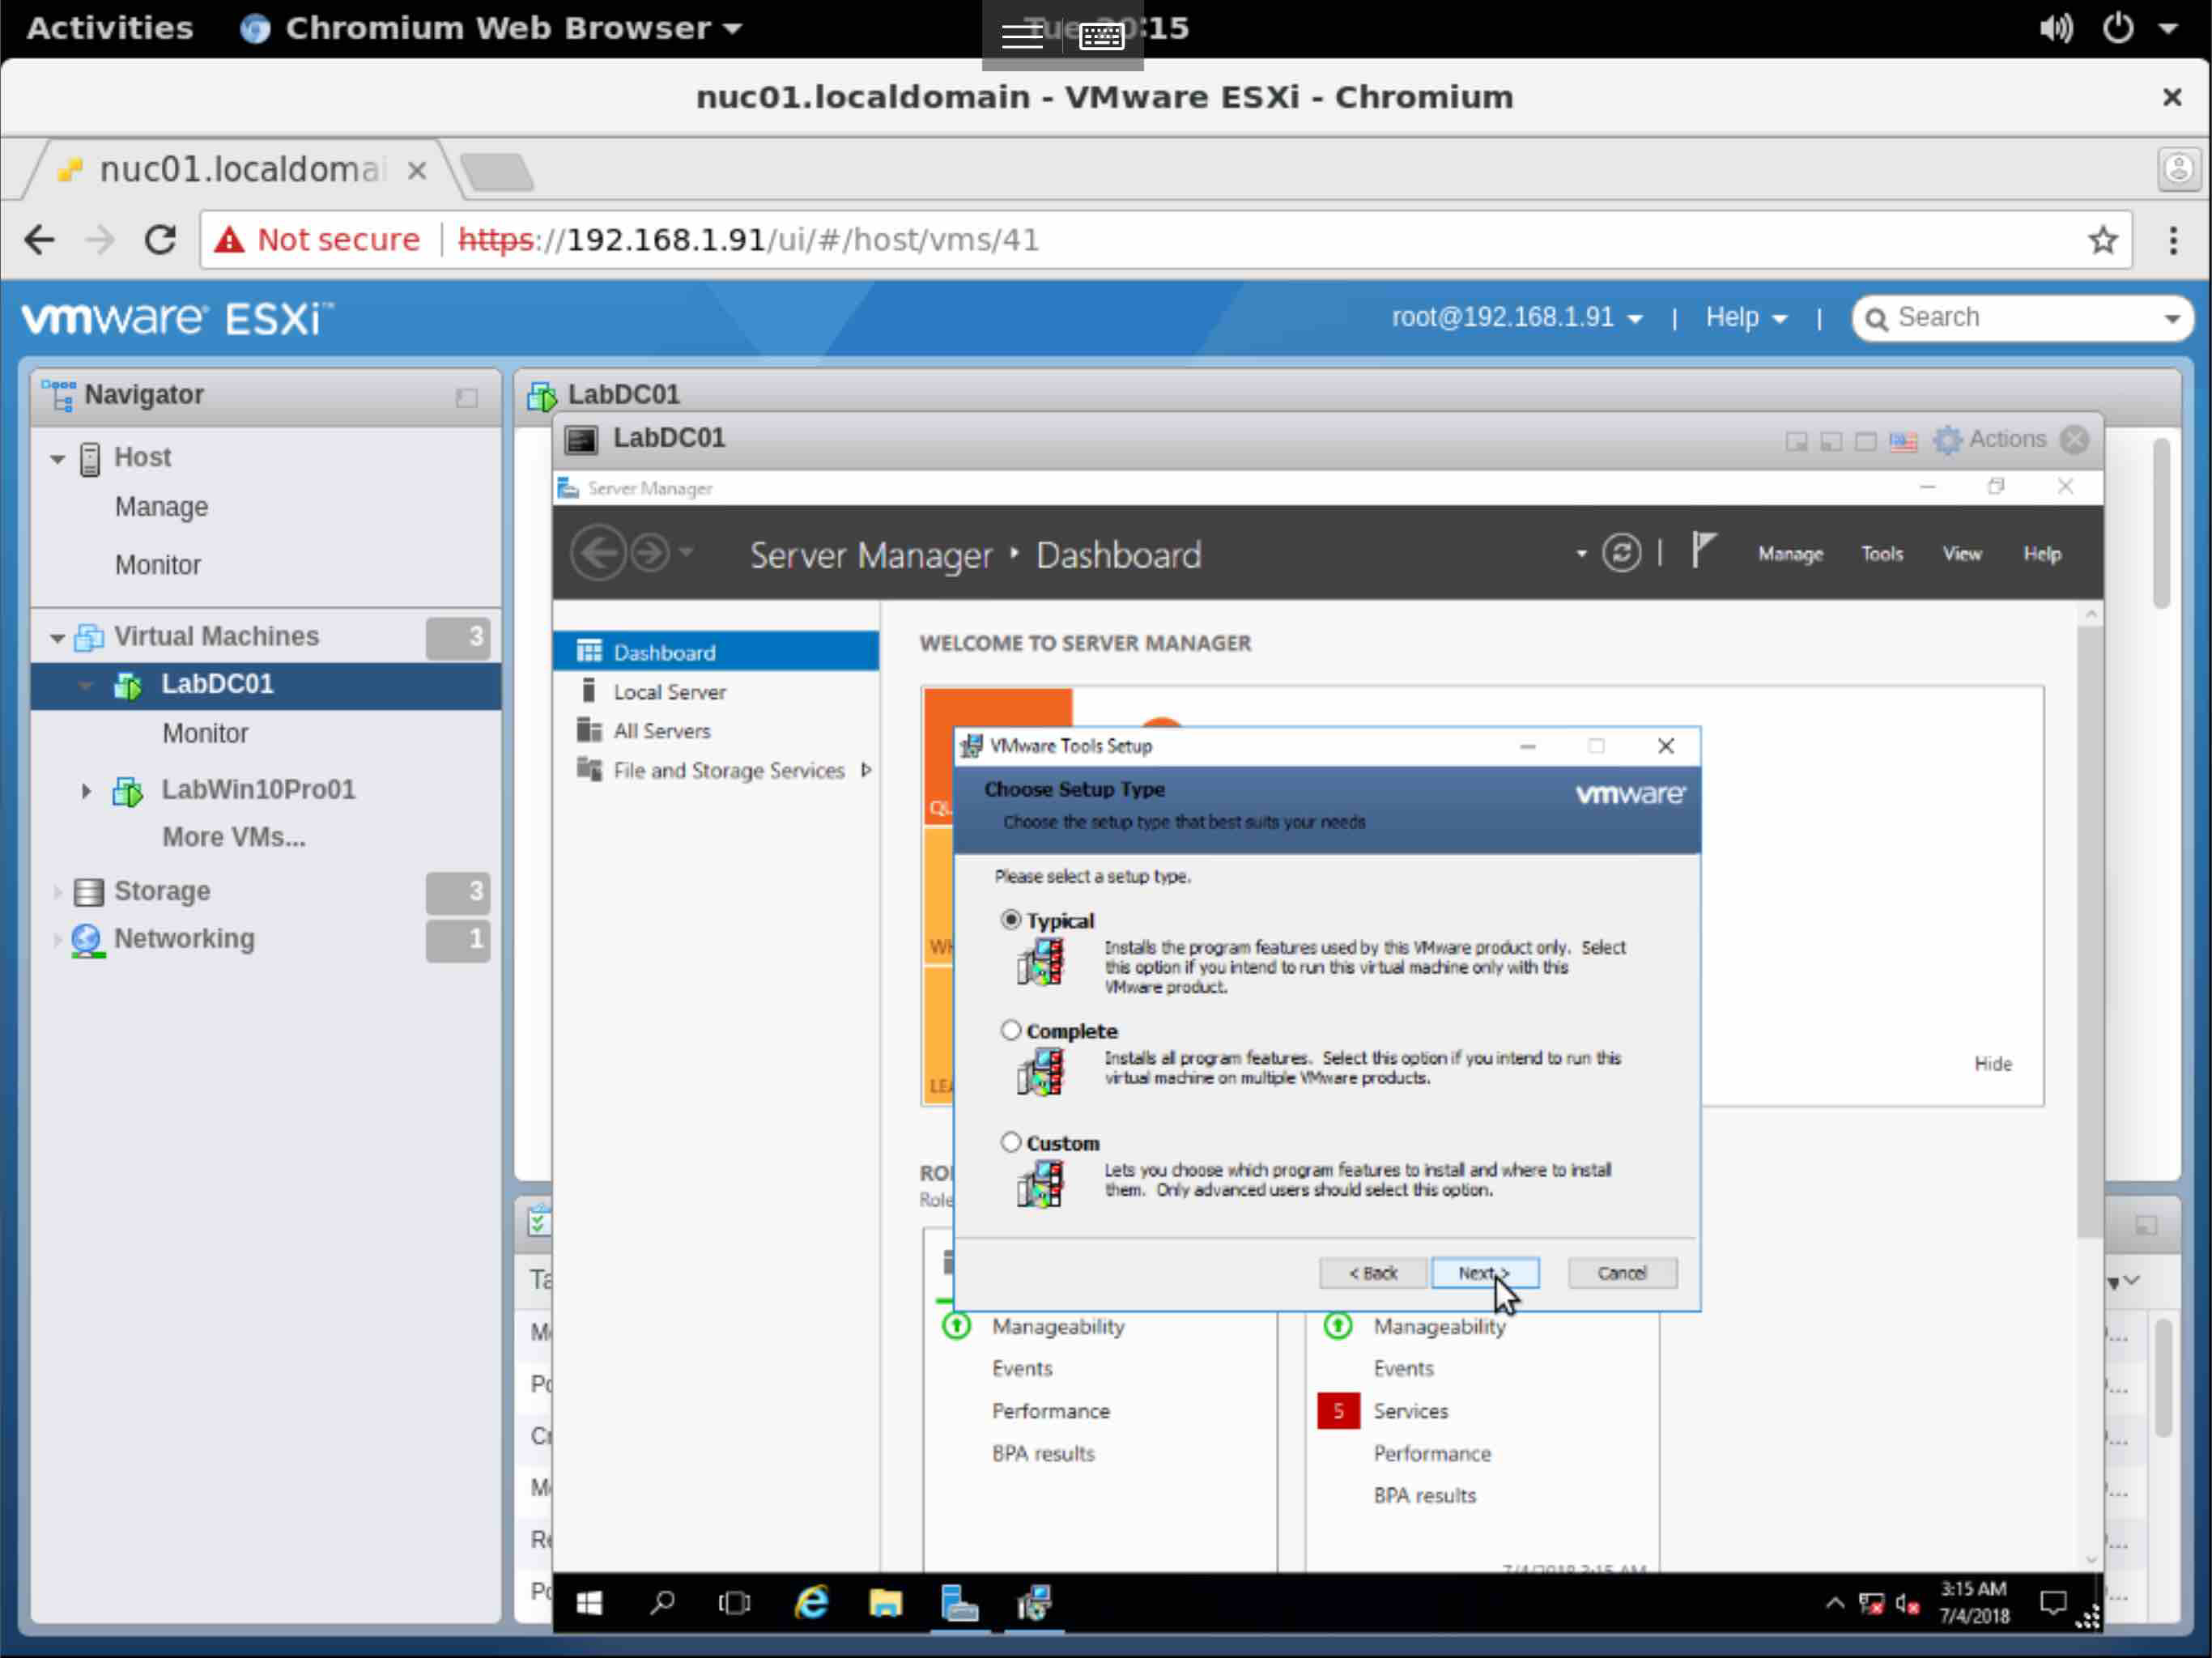 Activities
Chromium Web Browser
Tue 20:15
nuc01.localdomain - VMware ESXi - Chromium
nuc01.localdomai
Not secure
https://192.168.1.91/ui/#/host/vms/41
vmware ESXi™
root@192.168.1.91
Help
Search
Navigator
LabDC01
Host
Manage
Monitor
Virtual Machines 3
LabDC01
Monitor
LabWin10Pro01
More VMs...
Storage 3
Networking 1
LabDC01
Actions
Server Manager
Server Manager ‣ Dashboard
Manage Tools View Help
Dashboard
Local Server
All Servers
File and Storage Services
WELCOME TO SERVER MANAGER
Hide
VMware Tools Setup
Choose Setup Type
Choose the setup type that best suits your needs
vmware
Please select a setup type.
Typical
Installs the program features used by this VMware product only. Select
this option if you intend to run this virtual machine only with this
VMware product.
Complete
Installs all program features. Select this option if you intend to run this
virtual machine on multiple VMware products.
Custom
Lets you choose which program features to install and where to install
them. Only advanced users should select this option.
< Back
Next >
Cancel
Manageability
Events
Performance
BPA results
Manageability
Events
5 Services
Performance
BPA results
3:15 AM
7/4/2018